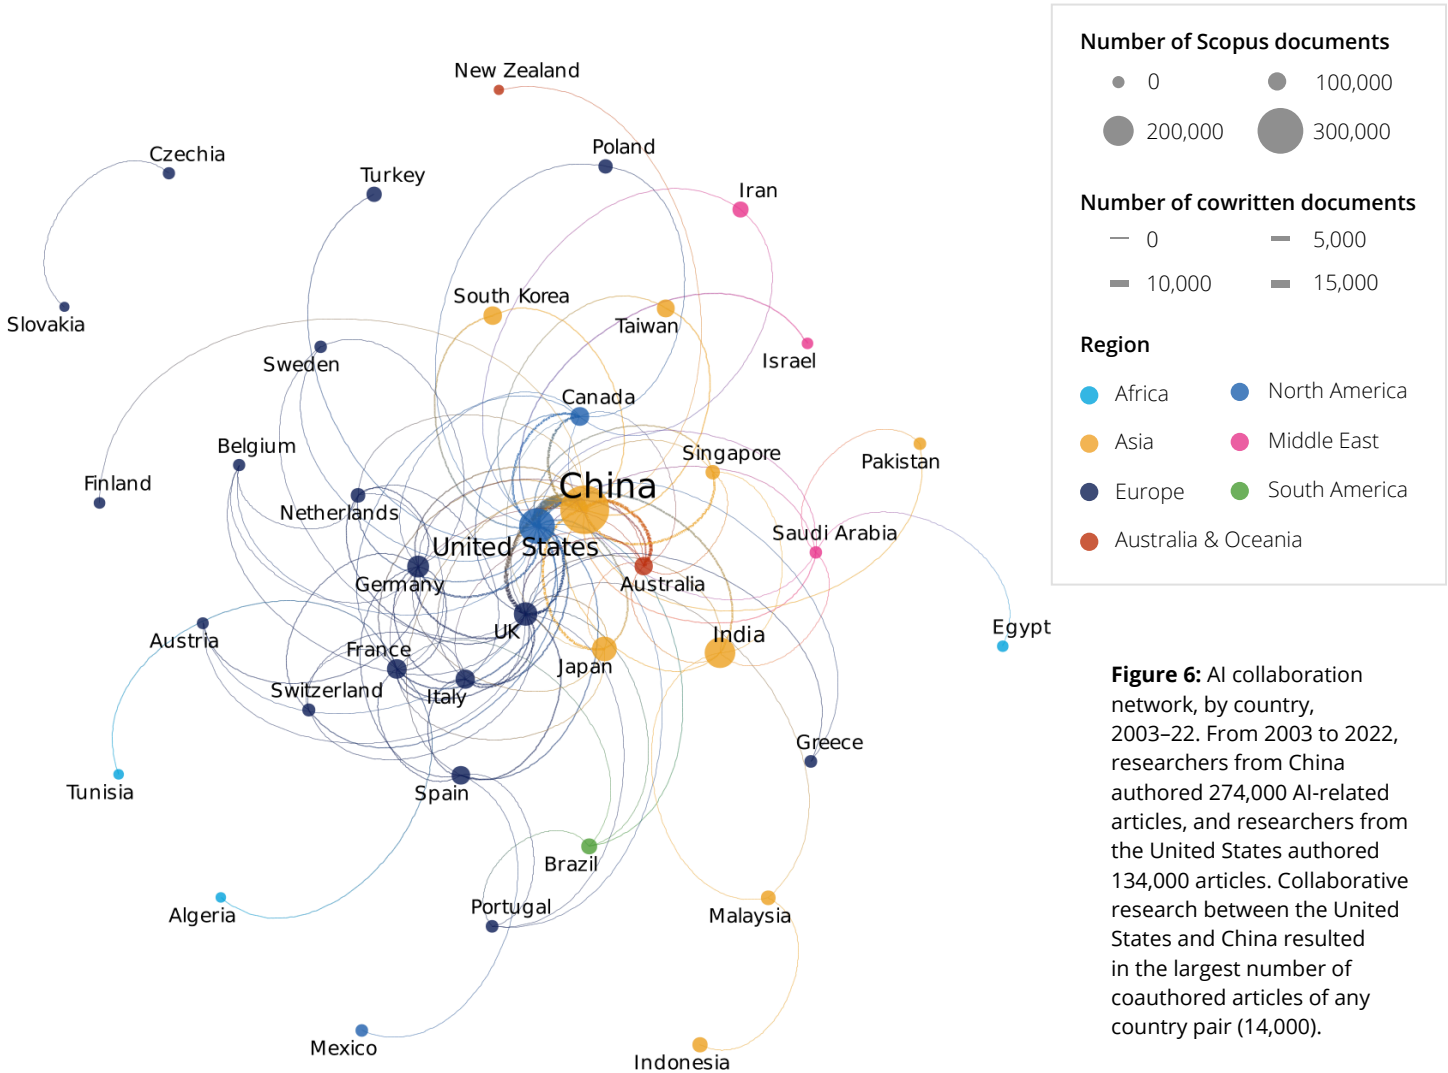 New Zealand
Czechia
Poland
Turkey
Iran
South Korea
Slovakia
Taiwan
Sweden
Israel
Canada
Belgium
Singapore
Pakistan
Finland
China
Netherlands
Saudi Arabia
United States
Germany
Australia
Egypt
UK
India
Austria
France
Japan
Switzerland
Italy
Greece
Tunisia
Spain
Brazil
Portugal
Algeria
Malaysia
Mexico
Indonesia
Number of Scopus documents
0 100,000
200,000 300,000
Number of cowritten documents
0 5,000
10,000 15,000
Region
Africa North America
Asia Middle East
Europe South America
Australia & Oceania
Figure 6: AI collaboration
network, by country,
2003–22. From 2003 to 2022,
researchers from China
authored 274,000 AI-related
articles, and researchers from
the United States authored
134,000 articles. Collaborative
research between the United
States and China resulted
in the largest number of
coauthored articles of any
country pair (14,000).